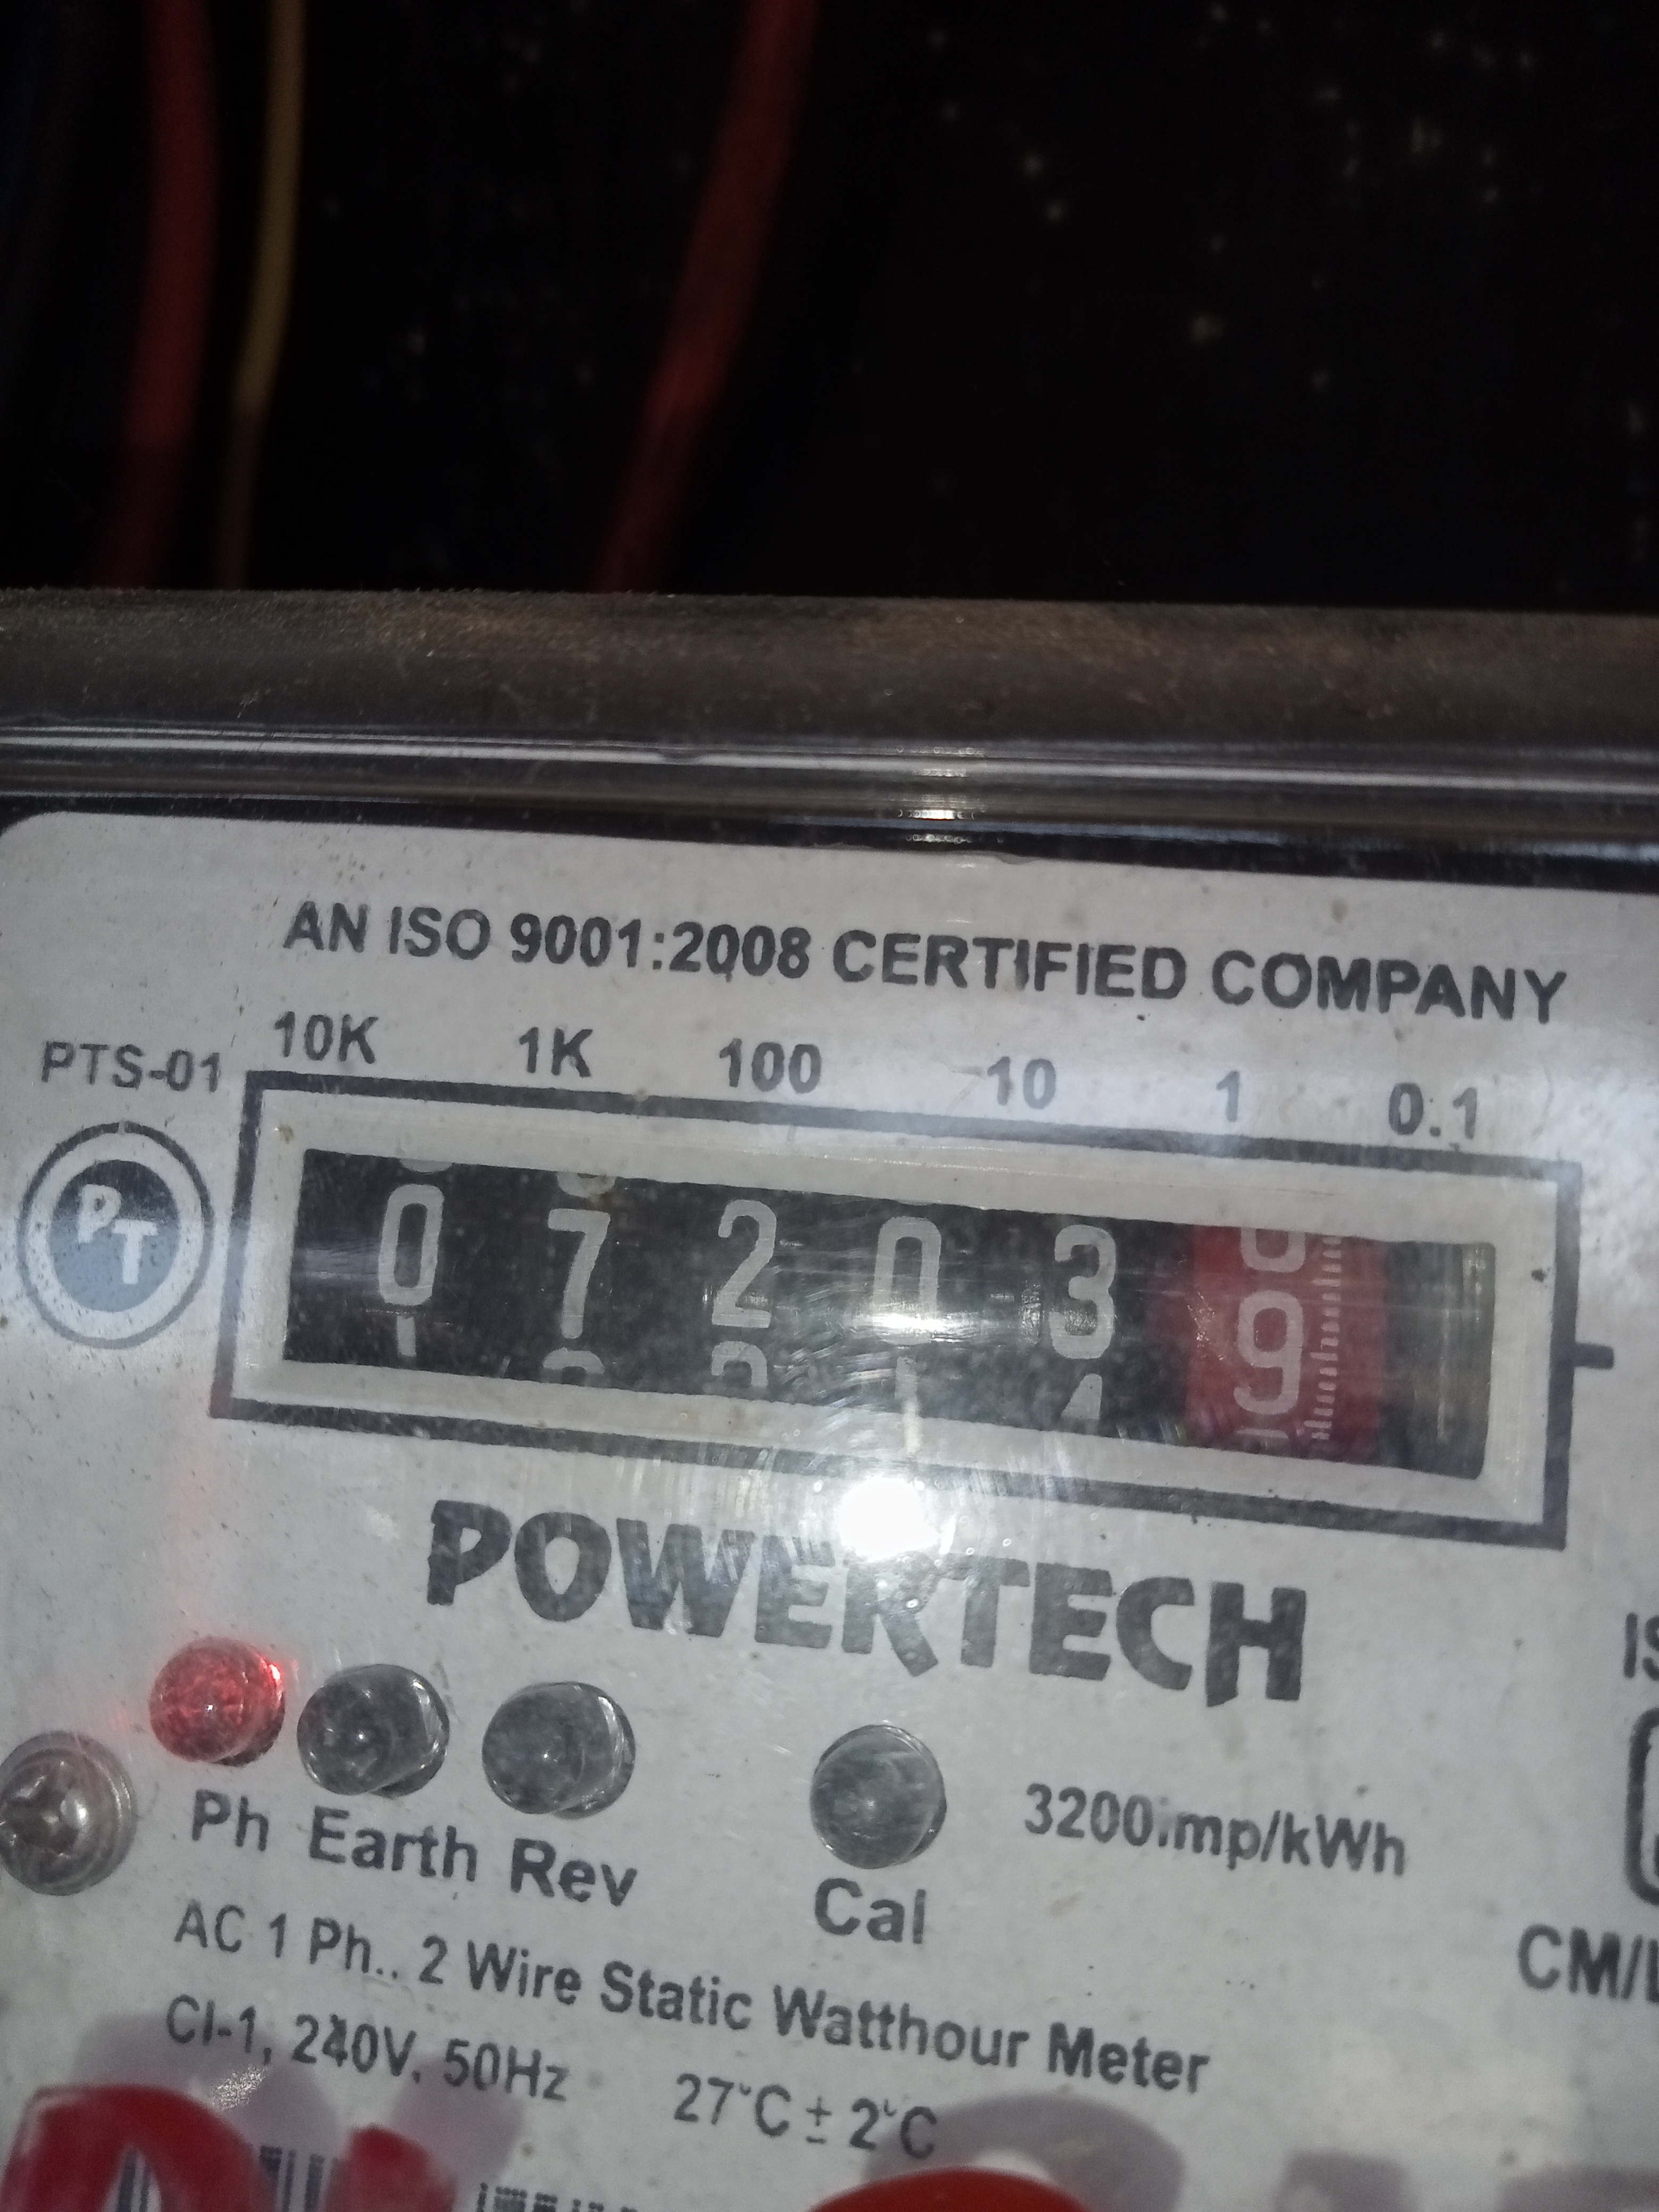 AN ISO 9001:2008 CERTIFIED COMPANY
PTS-01 10K 1K 100 10 1 0.1
PT
0 7 2 0 3 9
POWERTECH
Ph Earth Rev Cal 3200imp/kWh
AC 1 Ph.. 2 Wire Static Watthour Meter
CI-1, 240V, 50Hz 27°C ± 2°C